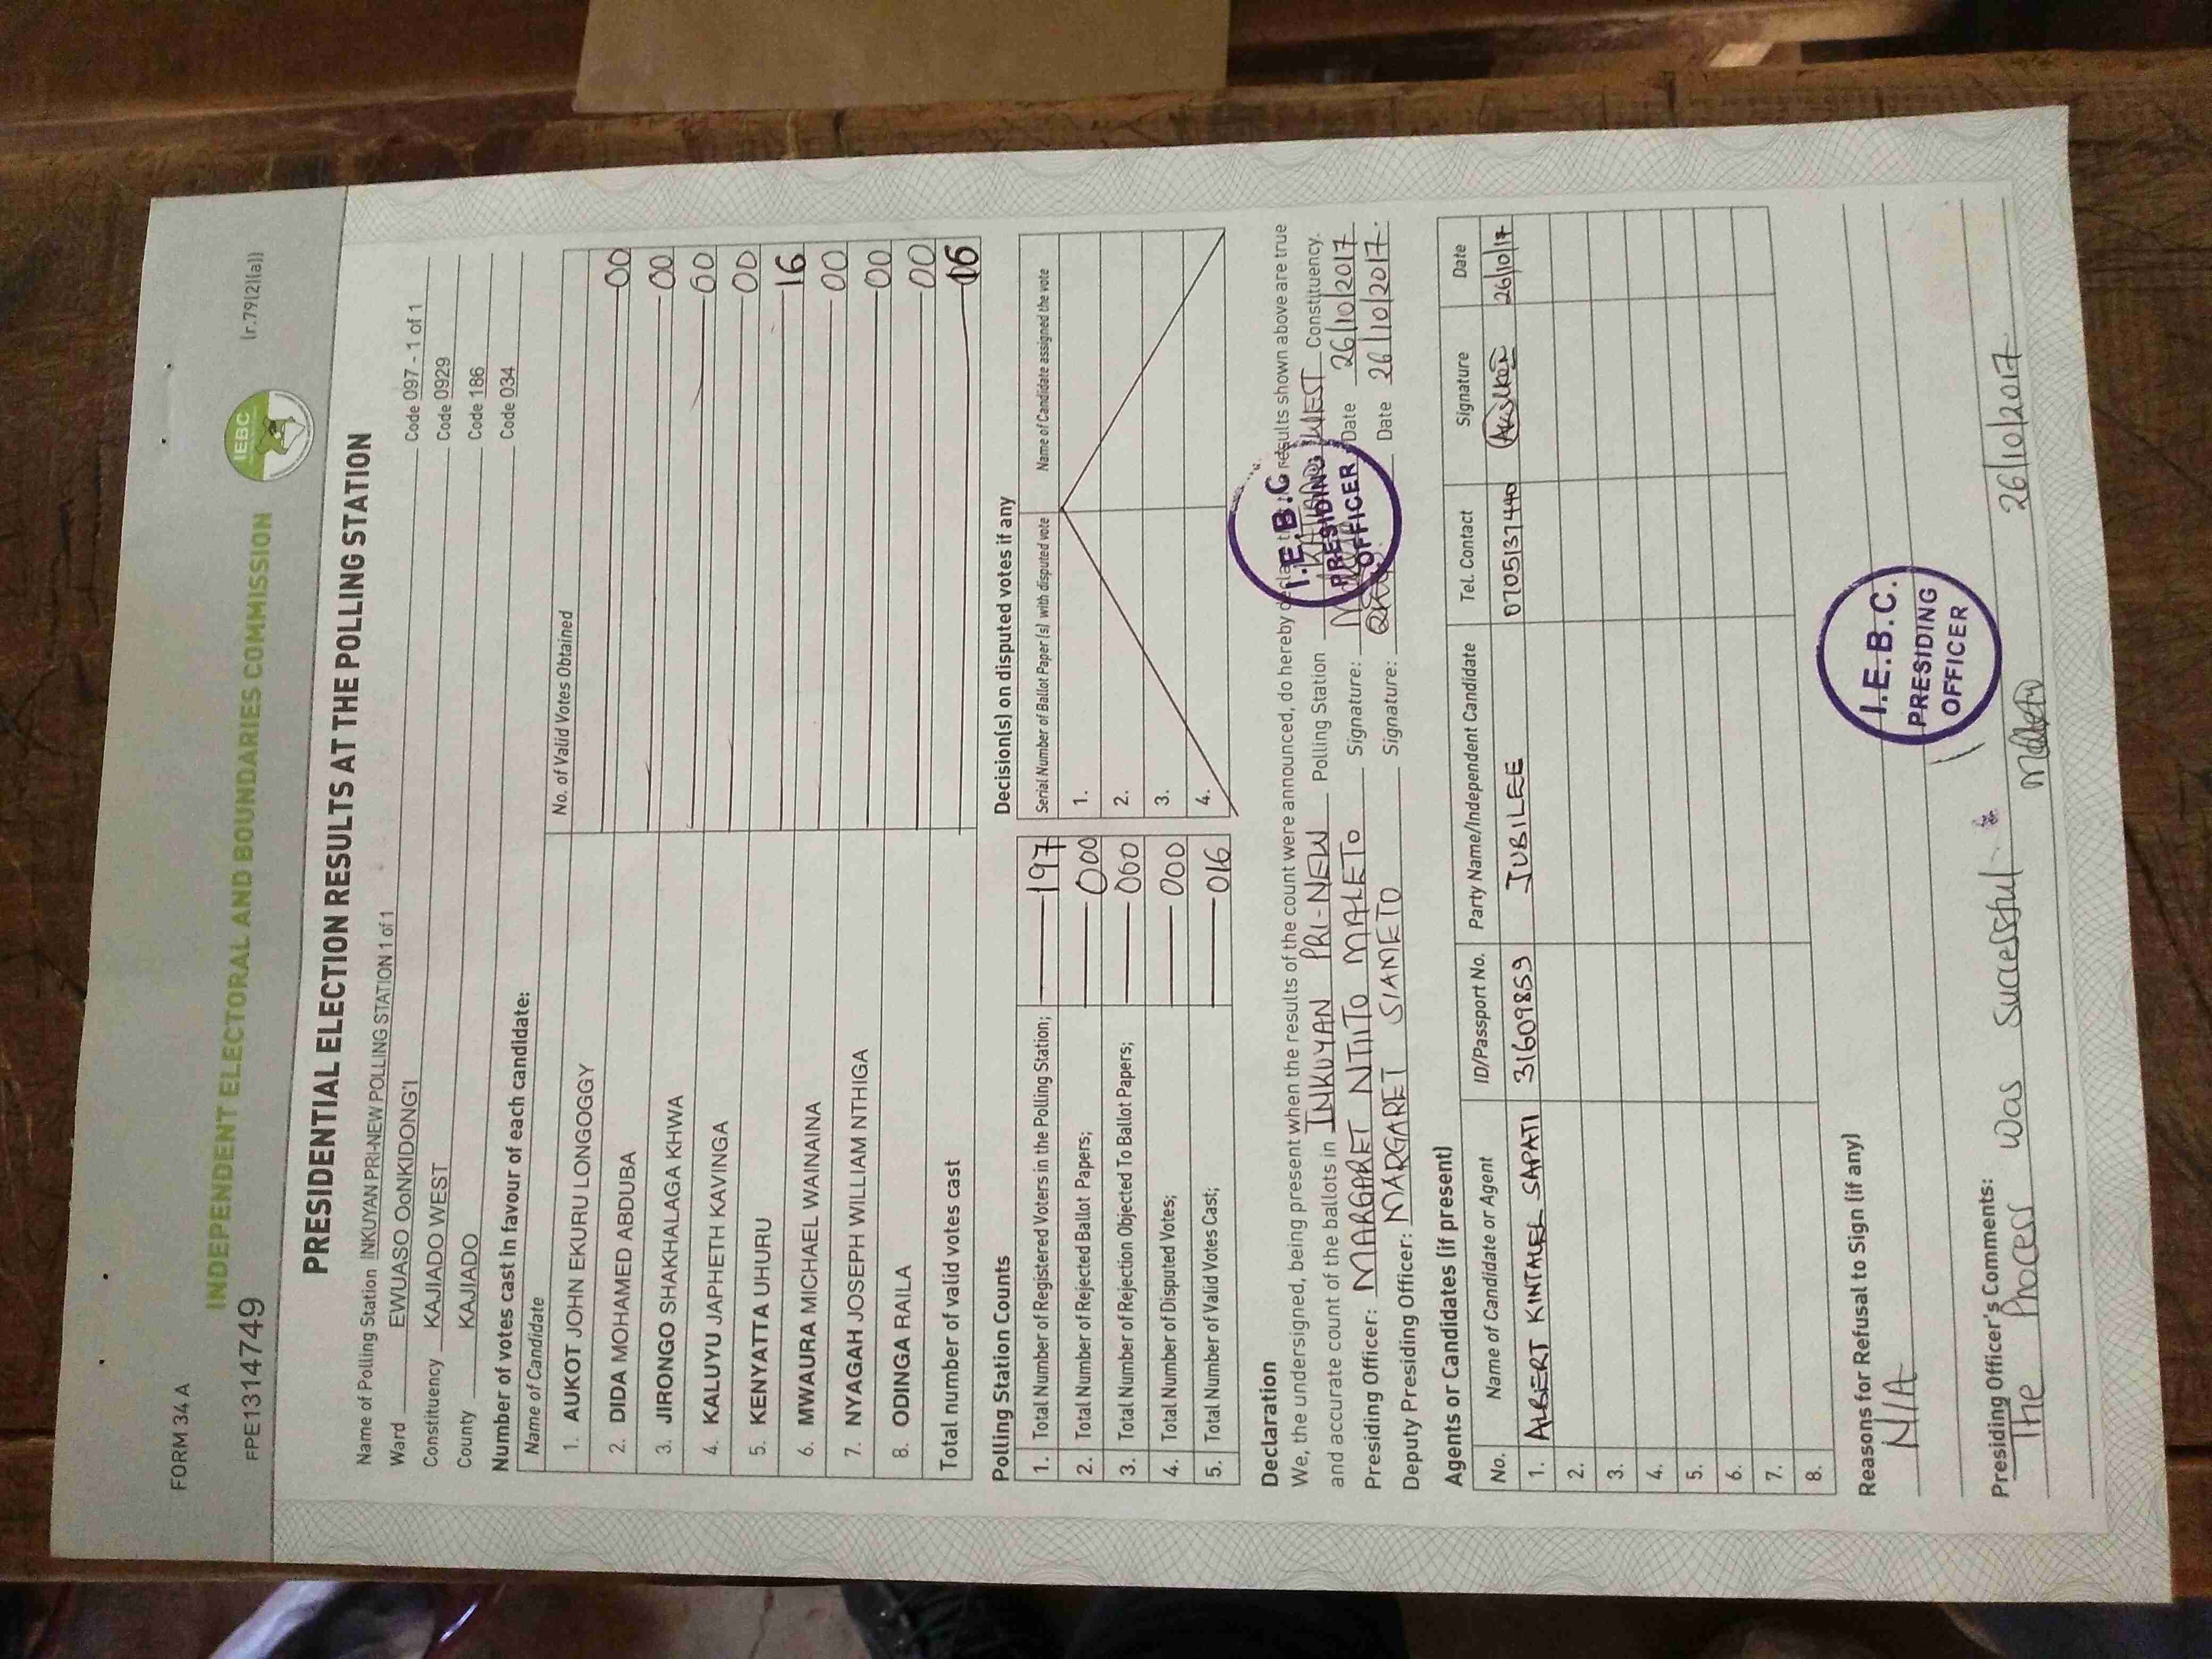 FORM 34 A
INDEPENDENT ELECTORAL AND BOUNDARIES COMMISSION
IEBC
(r.79(2)(a))
FPE1314749
PRESIDENTIAL ELECTION RESULTS AT THE POLLING STATION
Name of Polling Station INKUYAN PRI-NEW POLLING STATION 1 of 1 Code 097 - 1 of 1
Ward EWUASO OoNKIDONG'I Code 0929
Constituency KAJIADO WEST Code 186
County KAJIADO Code 034
Number of votes cast in favour of each candidate:
Name of Candidate No. of Valid Votes Obtained
1. AUKOT JOHN EKURU LONGOGGY 00
2. DIDA MOHAMED ABDUBA 00
3. JIRONGO SHAKHALAGA KHWA 00
4. KALUYU JAPHETH KAVINGA 00
5. KENYATTA UHURU 16
6. MWAURA MICHAEL WAINAINA 00
7. NYAGAH JOSEPH WILLIAM NTHIGA 00
8. ODINGA RAILA 00
Total number of valid votes cast 16
Polling Station Counts
1. Total Number of Registered Voters in the Polling Station; 197
2. Total Number of Rejected Ballot Papers; 000
3. Total Number of Rejection Objected To Ballot Papers; 000
4. Total Number of Disputed Votes; 000
5. Total Number of Valid Votes Cast; 016
Decision(s) on disputed votes if any
Serial Number of Ballot Paper (s) with disputed vote Name of Candidate assigned the vote
1.
2.
3.
4.
Declaration
We, the undersigned, being present when the results of the count were announced, do hereby declare t results shown above are true
and accurate count of the ballots in INKUYAN PRI-NEW Polling Station WEST Constituency.
Presiding Officer: MARGARET NTIITO MALETO Signature: Date 26/10/2017
Deputy Presiding Officer: MARGARET SIAMETO Signature: Date 26/10/2017.
I.E.B.C
PRESIDING
OFFICER
Agents or Candidates (if present)
No. Name of Candidate or Agent ID/Passport No. Party Name/Independent Candidate Tel. Contact Signature Date
1. ALBERT KINTALEL SAPATI 31609859 JUBILEE 0705137440 26/10/17
2.
3.
4.
5.
6.
7.
8.
Reasons for Refusal to Sign (if any)
N/A
I.E.B.C.
PRESIDING
OFFICER
Presiding Officer's Comments:
The Process was Sucessful. 26/10/2017